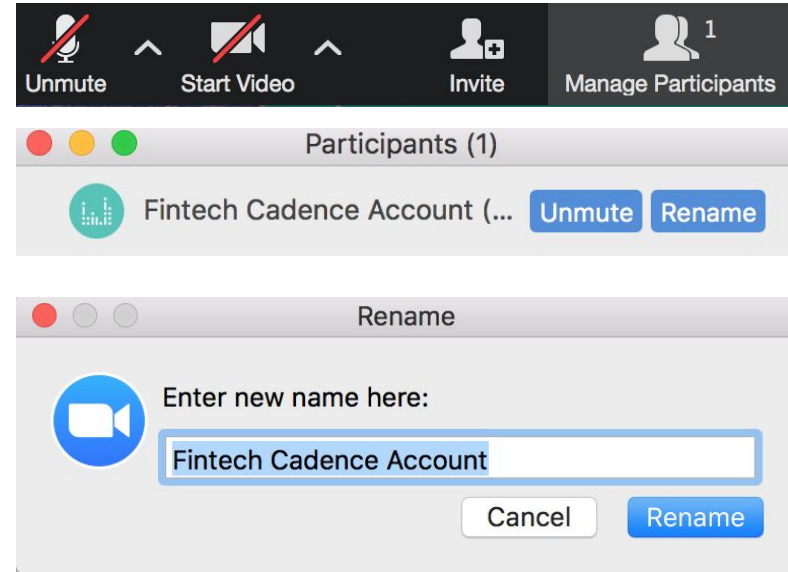 1
Unmute Start Video Invite Manage Participants
Participants (1)
Fintech Cadence Account (... Unmute Rename
Rename
Enter new name here:
Fintech Cadence Account
Cancel Rename